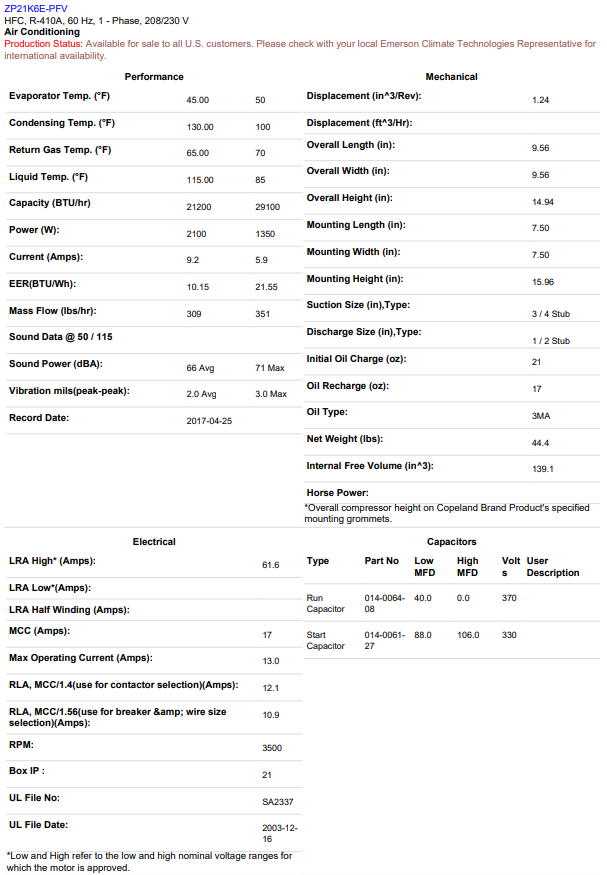 ZP21K6E-PFV
HFC, R-410A, 60 Hz, 1 - Phase, 208/230 V
Air Conditioning
Production Status: Available for sale to all U.S. customers. Please check with your local Emerson Climate Technologies Representative for
international availability.
Performance
Evaporator Temp. (°F) 45.00 50
Condensing Temp. (°F) 130.00 100
Return Gas Temp. (°F) 65.00 70
Liquid Temp. (°F) 115.00 85
Capacity (BTU/hr) 21200 29100
Power (W): 2100 1350
Current (Amps): 9.2 5.9
EER(BTU/Wh): 10.15 21.55
Mass Flow (lbs/hr): 309 351
Sound Data @ 50 / 115
Sound Power (dBA): 66 Avg 71 Max
Vibration mils(peak-peak): 2.0 Avg 3.0 Max
Record Date: 2017-04-25
Mechanical
Displacement (in^3/Rev): 1.24
Displacement (ft^3/Hr):
Overall Length (in): 9.56
Overall Width (in): 9.56
Overall Height (in): 14.94
Mounting Length (in): 7.50
Mounting Width (in): 7.50
Mounting Height (in): 15.96
Suction Size (in),Type: 3 / 4 Stub
Discharge Size (in),Type: 1 / 2 Stub
Initial Oil Charge (oz): 21
Oil Recharge (oz): 17
Oil Type: 3MA
Net Weight (lbs): 44.4
Internal Free Volume (in^3): 139.1
Horse Power:
*Overall compressor height on Copeland Brand Product's specified
mounting grommets.
Electrical
LRA High* (Amps): 61.6
LRA Low*(Amps):
LRA Half Winding (Amps):
MCC (Amps): 17
Max Operating Current (Amps): 13.0
RLA, MCC/1.4(use for contactor selection)(Amps): 12.1
RLA, MCC/1.56(use for breaker &amp; wire size
selection)(Amps): 10.9
RPM: 3500
Box IP : 21
UL File No: SA2337
UL File Date: 2003-12-
16
*Low and High refer to the low and high nominal voltage ranges for
which the motor is approved.
Capacitors
Type Part No Low High Volt User
MFD MFD s Description
Run 014-0064- 40.0 0.0 370
Capacitor 08
Start 014-0061- 88.0 106.0 330
Capacitor 27